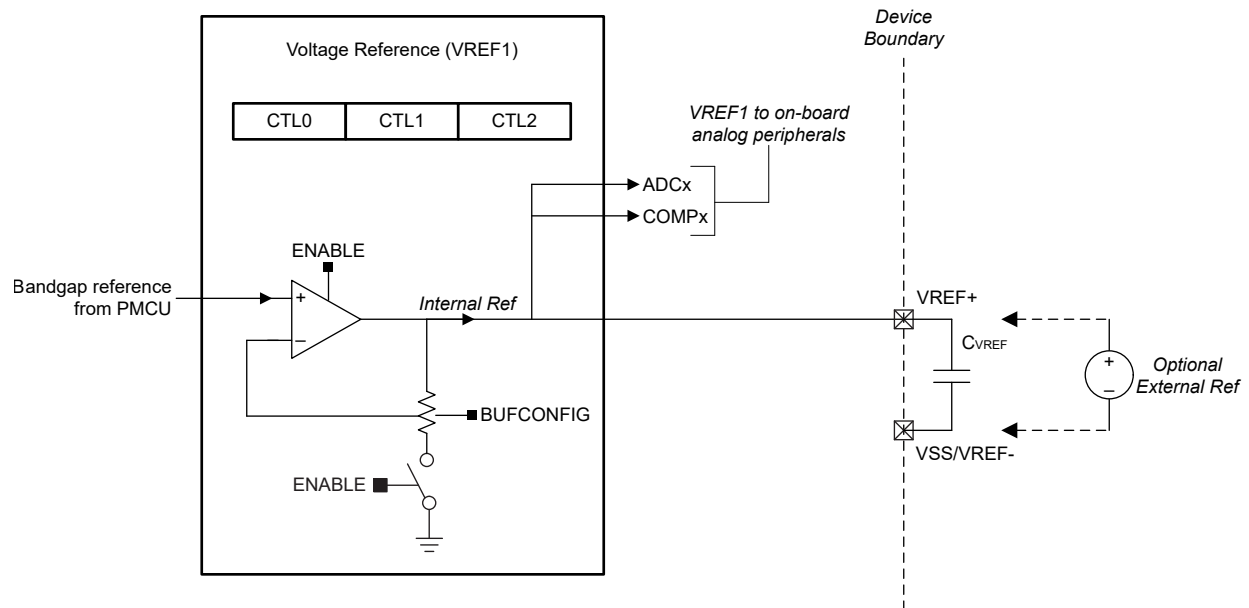 Device
Boundary
Voltage Reference (VREF1)
CTL0 CTL1 CTL2
VREF1 to on-board
analog peripherals
ADCx
COMPx
ENABLE
Bandgap reference
from PMCU
+
−
Internal Ref
VREF+
CVREF
+
−
Optional
External Ref
BUFCONFIG
VSS/VREF-
ENABLE